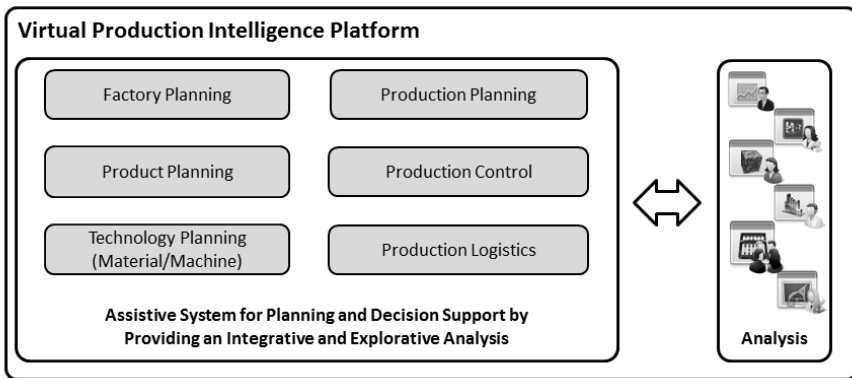 Virtual Production Intelligence Platform
Factory Planning
Production Planning
Product Planning
Production Control
Technology Planning
(Material/Machine)
Production Logistics
Assistive System for Planning and Decision Support by
Providing an Integrative and Explorative Analysis
Analysis